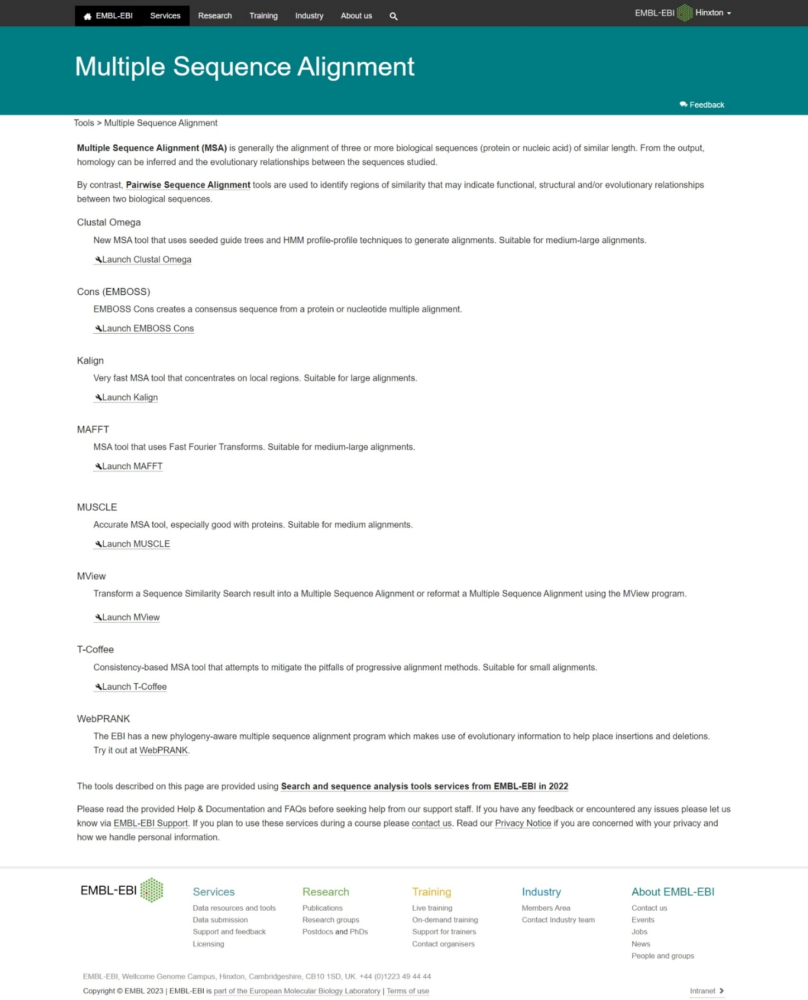 EMBL-EBI Services Research Training Industry About us EMBL-EBI Hinxton
Multiple Sequence Alignment
Feedback
Tools > Multiple Sequence Alignment
Multiple Sequence Alignment (MSA) is generally the alignment of three or more biological sequences (protein or nucleic acid) of similar length. From the output,
homology can be inferred and the evolutionary relationships between the sequences studied.
By contrast, Pairwise Sequence Alignment tools are used to identify regions of similarity that may indicate functional, structural and/or evolutionary relationships
between two biological sequences.
Clustal Omega
New MSA tool that uses seeded guide trees and HMM profile-profile techniques to generate alignments. Suitable for medium-large alignments.
Launch Clustal Omega
Cons (EMBOSS)
EMBOSS Cons creates a consensus sequence from a protein or nucleotide multiple alignment.
Launch EMBOSS Cons
Kalign
Very fast MSA tool that concentrates on local regions. Suitable for large alignments.
Launch Kalign
MAFFT
MSA tool that uses Fast Fourier Transforms. Suitable for medium-large alignments.
Launch MAFFT
MUSCLE
Accurate MSA tool, especially good with proteins. Suitable for medium alignments.
Launch MUSCLE
MView
Transform a Sequence Similarity Search result into a Multiple Sequence Alignment or reformat a Multiple Sequence Alignment using the MView program.
Launch MView
T-Coffee
Consistency-based MSA tool that attempts to mitigate the pitfalls of progressive alignment methods. Suitable for small alignments.
Launch T-Coffee
WebPRANK
The EBI has a new phylogeny-aware multiple sequence alignment program which makes use of evolutionary information to help place insertions and deletions.
Try it out at WebPRANK.
The tools described on this page are provided using Search and sequence analysis tools services from EMBL-EBI in 2022
Please read the provided Help & Documentation and FAQs before seeking help from our support staff. If you have any feedback or encountered any issues please let us
know via EMBL-EBI Support. If you plan to use these services during a course please contact us. Read our Privacy Notice if you are concerned with your privacy and
how we handle personal information.
EMBL-EBI
Services
Data resources and tools
Data submission
Support and feedback
Licensing
Research
Publications
Research groups
Postdocs and PhDs
Training
Live training
On-demand training
Support for trainers
Contact organisers
Industry
Members Area
Contact Industry team
About EMBL-EBI
Contact us
Events
Jobs
News
People and groups
EMBL-EBI, Wellcome Genome Campus, Hinxton, Cambridgeshire, CB10 1SD, UK. +44 (0)1223 49 44 44
Copyright © EMBL 2023 | EMBL-EBI is part of the European Molecular Biology Laboratory | Terms of use
Intranet